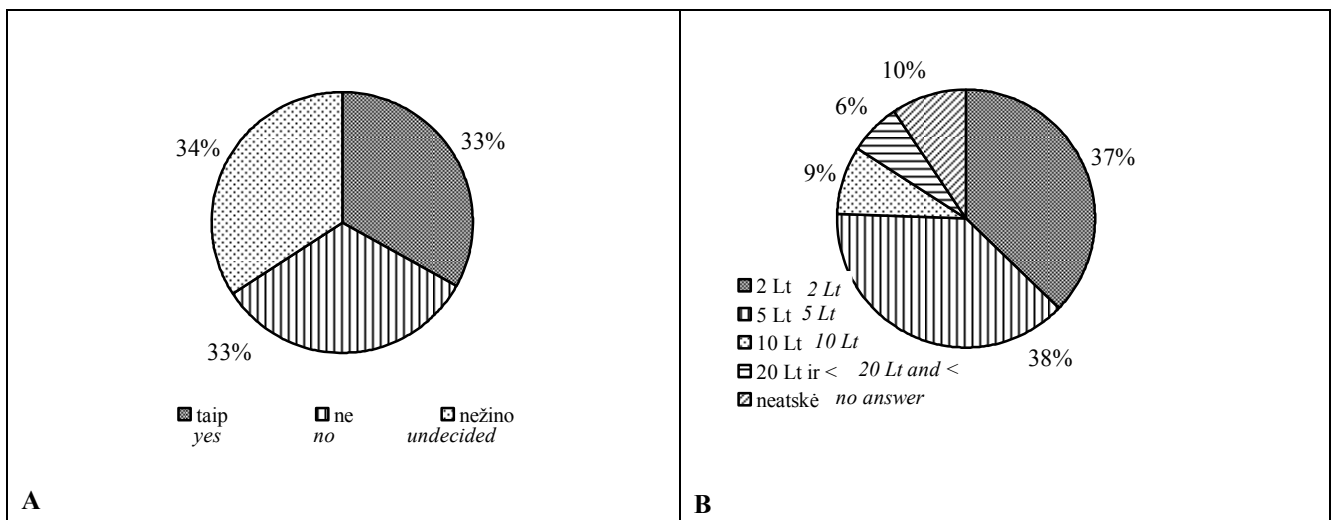 34%
33%
33%
taip ne nežino
yes no undecided
A
10%
6%
9%
37%
38%
2 Lt 2 Lt
5 Lt 5 Lt
10 Lt 10 Lt
20 Lt ir < 20 Lt and <
neatskė no answer
B